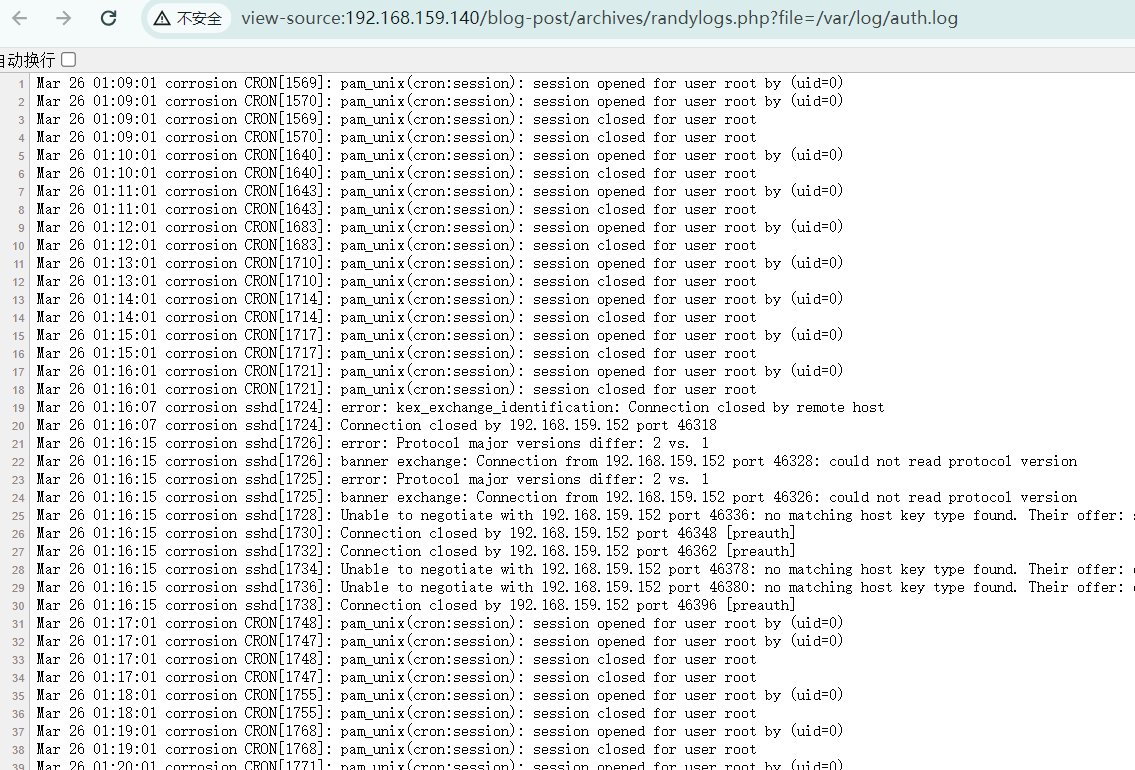 不安全 view-source:192.168.159.140/blog-post/archives/randylogs.php?file=/var/log/auth.log
自动换行
1 Mar 26 01:09:01 corrosion CRON[1569]: pam_unix(cron:session): session opened for user root by (uid=0)
2 Mar 26 01:09:01 corrosion CRON[1570]: pam_unix(cron:session): session opened for user root by (uid=0)
3 Mar 26 01:09:01 corrosion CRON[1569]: pam_unix(cron:session): session closed for user root
4 Mar 26 01:09:01 corrosion CRON[1570]: pam_unix(cron:session): session closed for user root
5 Mar 26 01:10:01 corrosion CRON[1640]: pam_unix(cron:session): session opened for user root by (uid=0)
6 Mar 26 01:10:01 corrosion CRON[1640]: pam_unix(cron:session): session closed for user root
7 Mar 26 01:11:01 corrosion CRON[1643]: pam_unix(cron:session): session opened for user root by (uid=0)
8 Mar 26 01:11:01 corrosion CRON[1643]: pam_unix(cron:session): session closed for user root
9 Mar 26 01:12:01 corrosion CRON[1683]: pam_unix(cron:session): session opened for user root by (uid=0)
10 Mar 26 01:12:01 corrosion CRON[1683]: pam_unix(cron:session): session closed for user root
11 Mar 26 01:13:01 corrosion CRON[1710]: pam_unix(cron:session): session opened for user root by (uid=0)
12 Mar 26 01:13:01 corrosion CRON[1710]: pam_unix(cron:session): session closed for user root
13 Mar 26 01:14:01 corrosion CRON[1714]: pam_unix(cron:session): session opened for user root by (uid=0)
14 Mar 26 01:14:01 corrosion CRON[1714]: pam_unix(cron:session): session closed for user root
15 Mar 26 01:15:01 corrosion CRON[1717]: pam_unix(cron:session): session opened for user root by (uid=0)
16 Mar 26 01:15:01 corrosion CRON[1717]: pam_unix(cron:session): session closed for user root
17 Mar 26 01:16:01 corrosion CRON[1721]: pam_unix(cron:session): session opened for user root by (uid=0)
18 Mar 26 01:16:01 corrosion CRON[1721]: pam_unix(cron:session): session closed for user root
19 Mar 26 01:16:07 corrosion sshd[1724]: error: kex_exchange_identification: Connection closed by remote host
20 Mar 26 01:16:07 corrosion sshd[1724]: Connection closed by 192.168.159.152 port 46318
21 Mar 26 01:16:15 corrosion sshd[1726]: error: Protocol major versions differ: 2 vs. 1
22 Mar 26 01:16:15 corrosion sshd[1726]: banner exchange: Connection from 192.168.159.152 port 46328: could not read protocol version
23 Mar 26 01:16:15 corrosion sshd[1725]: error: Protocol major versions differ: 2 vs. 1
24 Mar 26 01:16:15 corrosion sshd[1725]: banner exchange: Connection from 192.168.159.152 port 46326: could not read protocol version
25 Mar 26 01:16:15 corrosion sshd[1728]: Unable to negotiate with 192.168.159.152 port 46336: no matching host key type found. Their offer:
26 Mar 26 01:16:15 corrosion sshd[1730]: Connection closed by 192.168.159.152 port 46348 [preauth]
27 Mar 26 01:16:15 corrosion sshd[1732]: Connection closed by 192.168.159.152 port 46362 [preauth]
28 Mar 26 01:16:15 corrosion sshd[1734]: Unable to negotiate with 192.168.159.152 port 46378: no matching host key type found. Their offer:
29 Mar 26 01:16:15 corrosion sshd[1736]: Unable to negotiate with 192.168.159.152 port 46380: no matching host key type found. Their offer:
30 Mar 26 01:16:15 corrosion sshd[1738]: Connection closed by 192.168.159.152 port 46396 [preauth]
31 Mar 26 01:17:01 corrosion CRON[1748]: pam_unix(cron:session): session opened for user root by (uid=0)
32 Mar 26 01:17:01 corrosion CRON[1747]: pam_unix(cron:session): session opened for user root by (uid=0)
33 Mar 26 01:17:01 corrosion CRON[1748]: pam_unix(cron:session): session closed for user root
34 Mar 26 01:17:01 corrosion CRON[1747]: pam_unix(cron:session): session closed for user root
35 Mar 26 01:18:01 corrosion CRON[1755]: pam_unix(cron:session): session opened for user root by (uid=0)
36 Mar 26 01:18:01 corrosion CRON[1755]: pam_unix(cron:session): session closed for user root
37 Mar 26 01:19:01 corrosion CRON[1768]: pam_unix(cron:session): session opened for user root by (uid=0)
38 Mar 26 01:19:01 corrosion CRON[1768]: pam_unix(cron:session): session closed for user root
39 Mar 26 01:20:01 corrosion CRON[1771]: pam_unix(cron:session): session opened for user root by (uid=0)